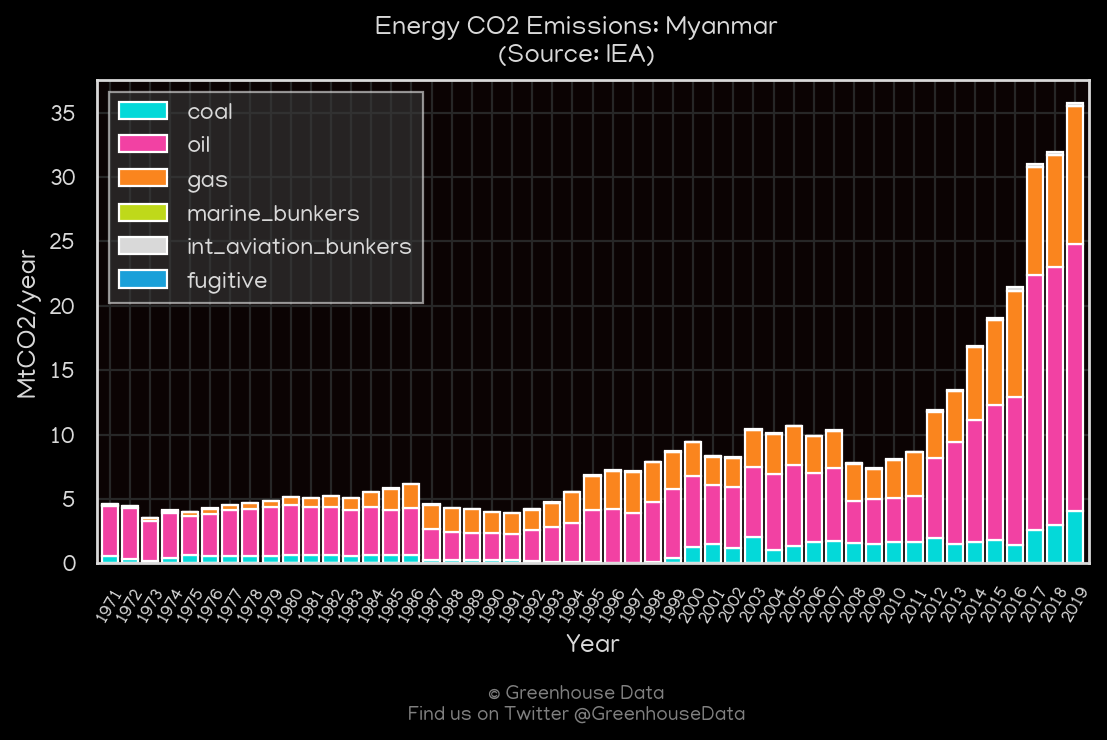 Energy CO2 Emissions: Myanmar
(Source: IEA)
coal
oil
gas
marine_bunkers
int_aviation_bunkers
fugitive
MtCO2/year
35
30
25
20
15
10
5
0
1971 1972 1973 1974 1975 1976 1977 1978 1979 1980 1981 1982 1983 1984 1985 1986 1987 1988 1989 1990 1991 1992 1993 1994 1995 1996 1997 1998 1999 2000 2001 2002 2003 2004 2005 2006 2007 2008 2009 2010 2011 2012 2013 2014 2015 2016 2017 2018 2019
Year
© Greenhouse Data
Find us on Twitter @GreenhouseData